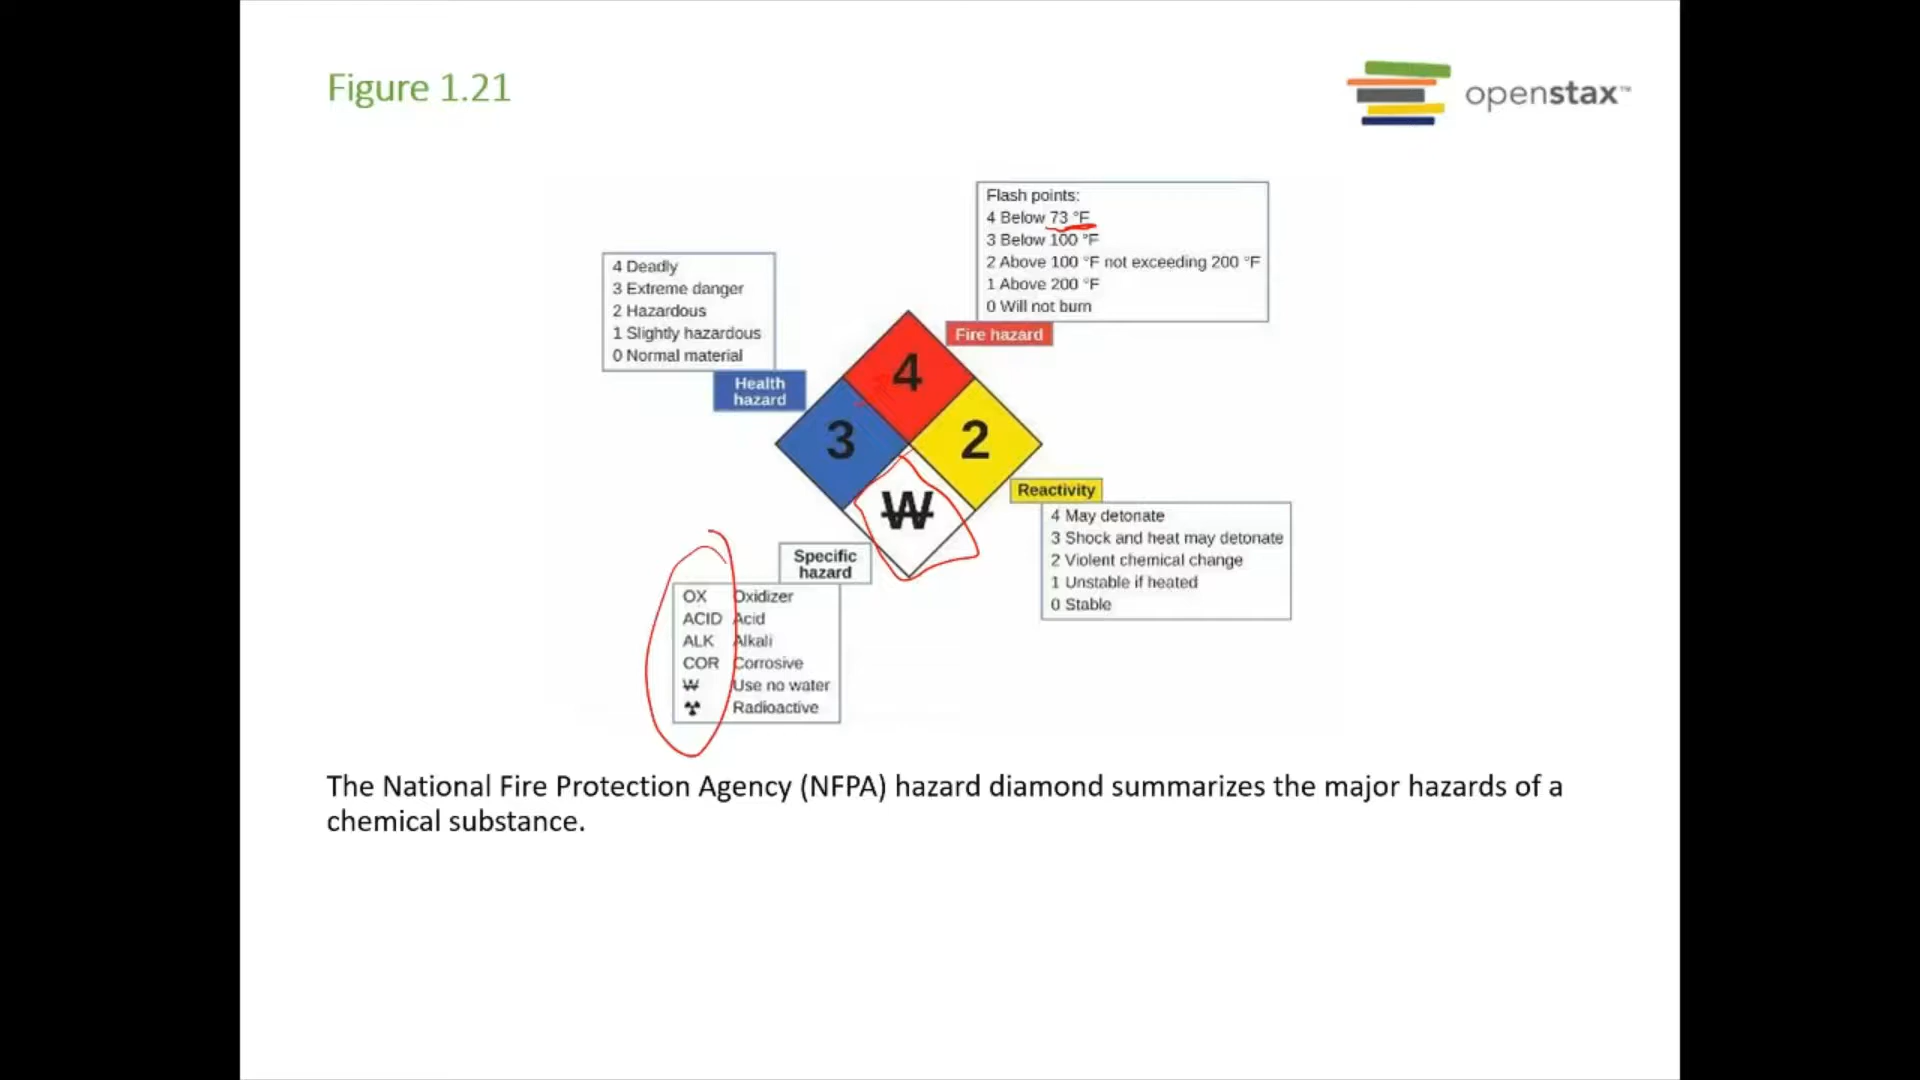 Figure 1.21
openstax™
Flash points:
4 Below 73 °F
3 Below 100 °F
2 Above 100 °F not exceeding 200 °F
1 Above 200 °F
0 Will not burn
Fire hazard
4 Deadly
3 Extreme danger
2 Hazardous
1 Slightly hazardous
0 Normal material
Health
hazard
4
3
2
W
Reactivity
4 May detonate
3 Shock and heat may detonate
2 Violent chemical change
1 Unstable if heated
0 Stable
Specific
hazard
OX Oxidizer
ACID Acid
ALK Alkali
COR Corrosive
W Use no water
Radioactive
The National Fire Protection Agency (NFPA) hazard diamond summarizes the major hazards of a
chemical substance.